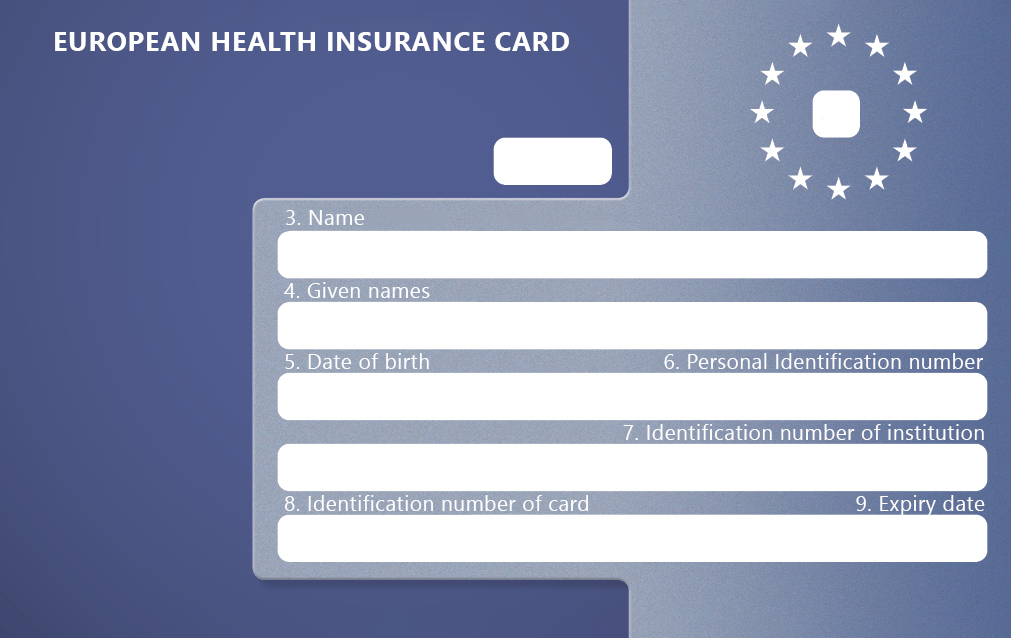 EUROPEAN HEALTH INSURANCE CARD
3. Name
4. Given names
5. Date of birth 6. Personal Identification number
7. Identification number of institution
8. Identification number of card 9. Expiry date